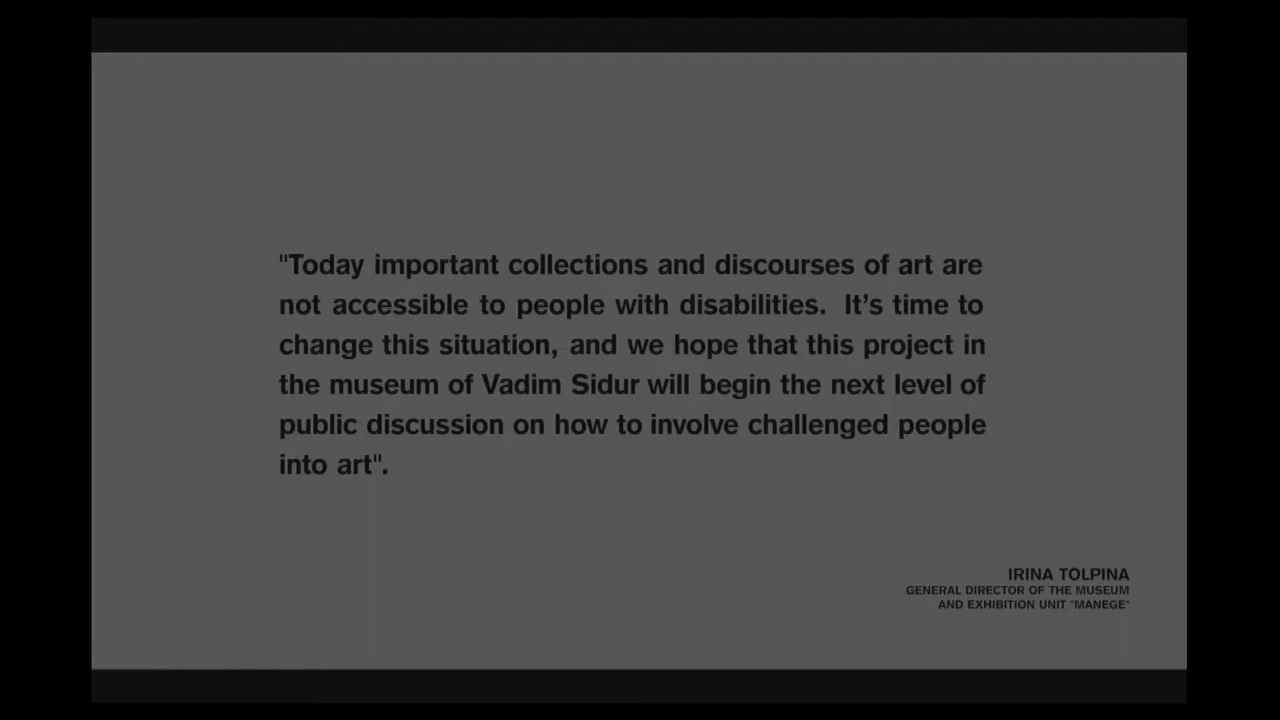 "Today important collections and discourses of art are
not accessible to people with disabilities. It’s time to
change this situation, and we hope that this project in
the museum of Vadim Sidur will begin the next level of
public discussion on how to involve challenged people
into art".
IRINA TOLPINA
GENERAL DIRECTOR OF THE MUSEUM
AND EXHIBITION UNIT "MANEGE"